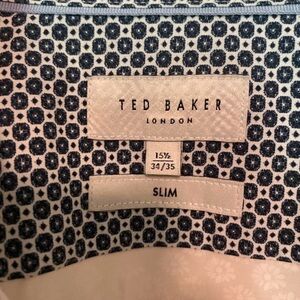 TED BAKER
LONDON
15½
34/35
SLIM